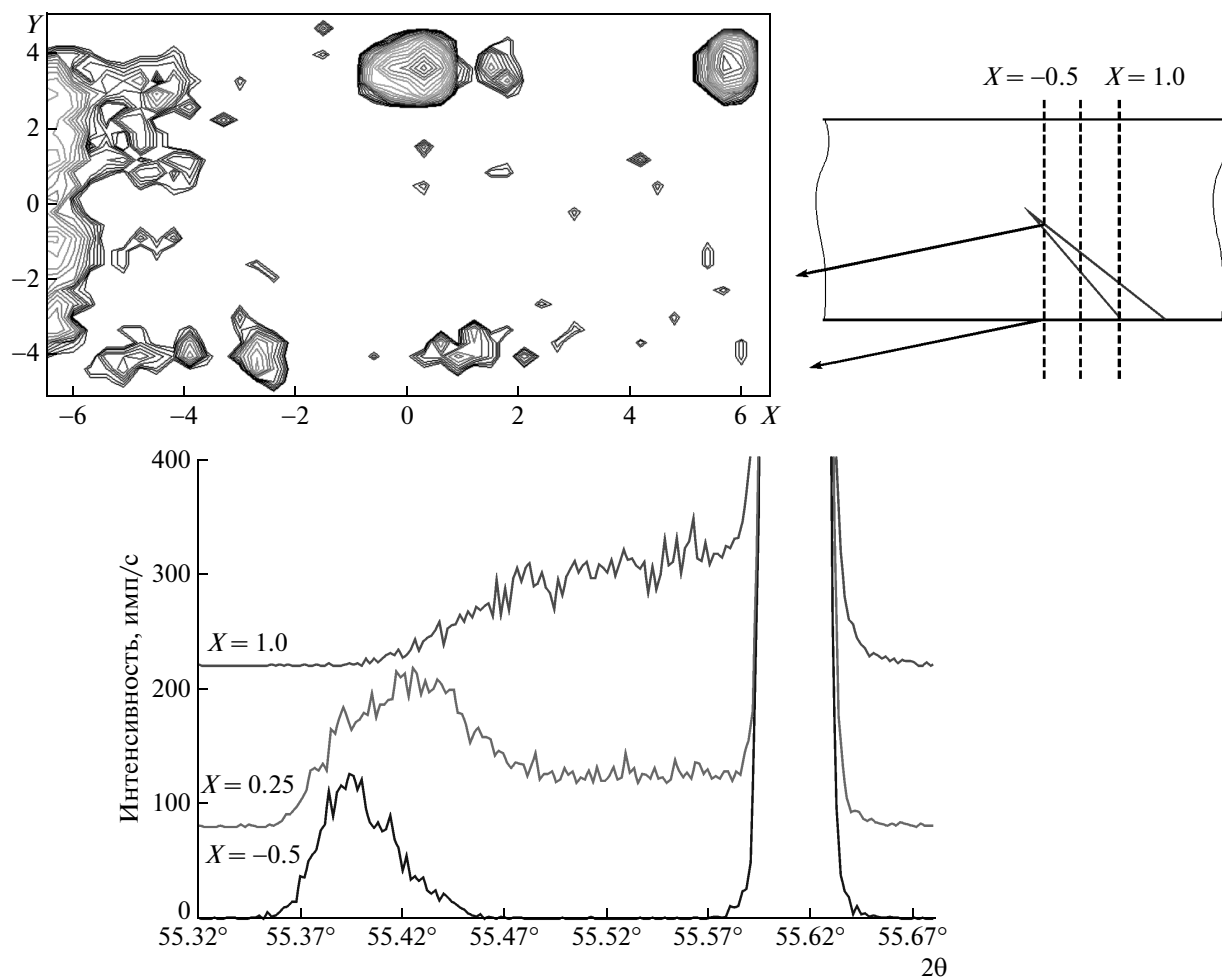 Y
4
2
0
−2
−4
−6 −4 −2 0 2 4 6 X
X = −0.5 X = 1.0
400
300
200
100
0
Интенсивность, имп/с
X = 1.0
X = 0.25
X = −0.5
55.32° 55.37° 55.42° 55.47° 55.52° 55.57° 55.62° 55.67°
2θ